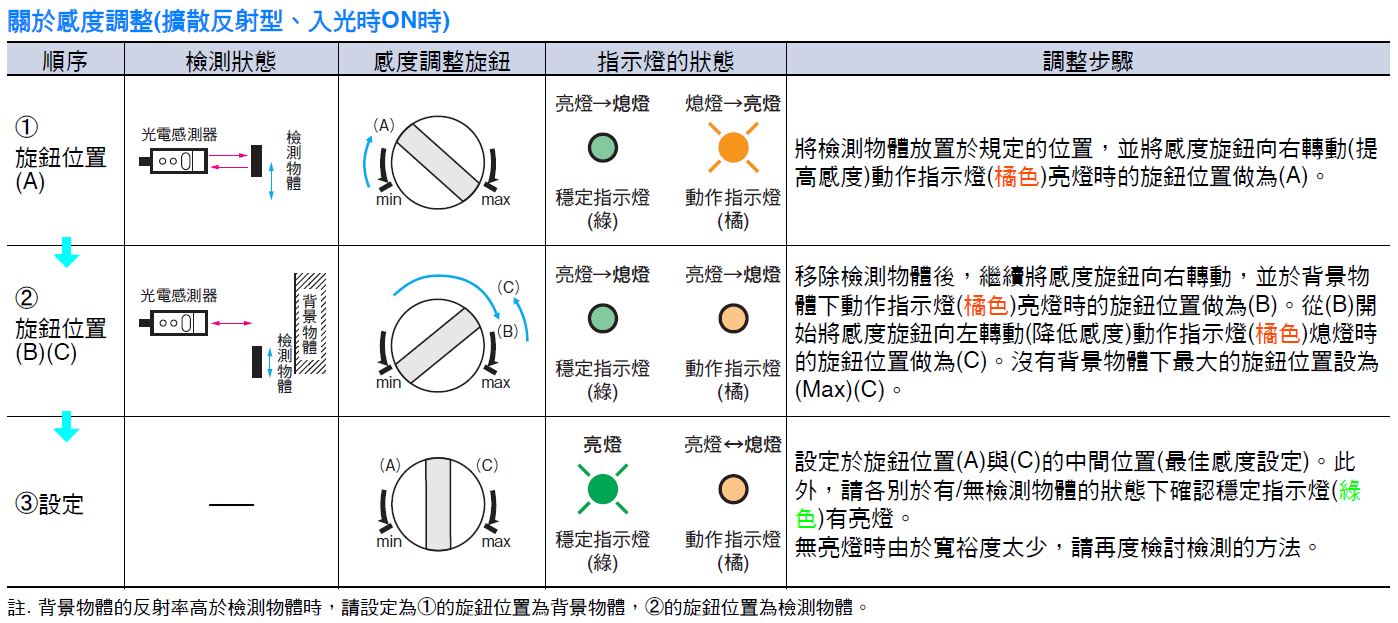 關於感度調整(擴散反射型、入光時ON時)
順序 檢測狀態 感度調整旋鈕 指示燈的狀態 調整步驟
①
旋鈕位置
(A)
光電感測器
檢測物體
(A)
min max
亮燈→熄燈 熄燈→亮燈
穩定指示燈 動作指示燈
(綠) (橘)
將檢測物體放置於規定的位置，並將感度旋鈕向右轉動(提
高感度)動作指示燈(橘色)亮燈時的旋鈕位置做為(A)。
②
旋鈕位置
(B)(C)
光電感測器
背景物體
檢測物體
(C)
(B)
min max
亮燈→熄燈 亮燈→熄燈
穩定指示燈 動作指示燈
(綠) (橘)
移除檢測物體後，繼續將感度旋鈕向右轉動，並於背景物
體下動作指示燈(橘色)亮燈時的旋鈕位置做為(B)。從(B)開
始將感度旋鈕向左轉動(降低感度)動作指示燈(橘色)熄燈時
的旋鈕位置做為(C)。沒有背景物體下最大的旋鈕位置設為
(Max)(C)。
③設定
——
(A) (C)
min max
亮燈 亮燈↔熄燈
穩定指示燈 動作指示燈
(綠) (橘)
設定於旋鈕位置(A)與(C)的中間位置(最佳感度設定)。此
外，請各別於有/無檢測物體的狀態下確認穩定指示燈(綠
色)有亮燈。
無亮燈時由於寬裕度太少，請再度檢討檢測的方法。
註. 背景物體的反射率高於檢測物體時，請設定為①的旋鈕位置為背景物體，②的旋鈕位置為檢測物體。